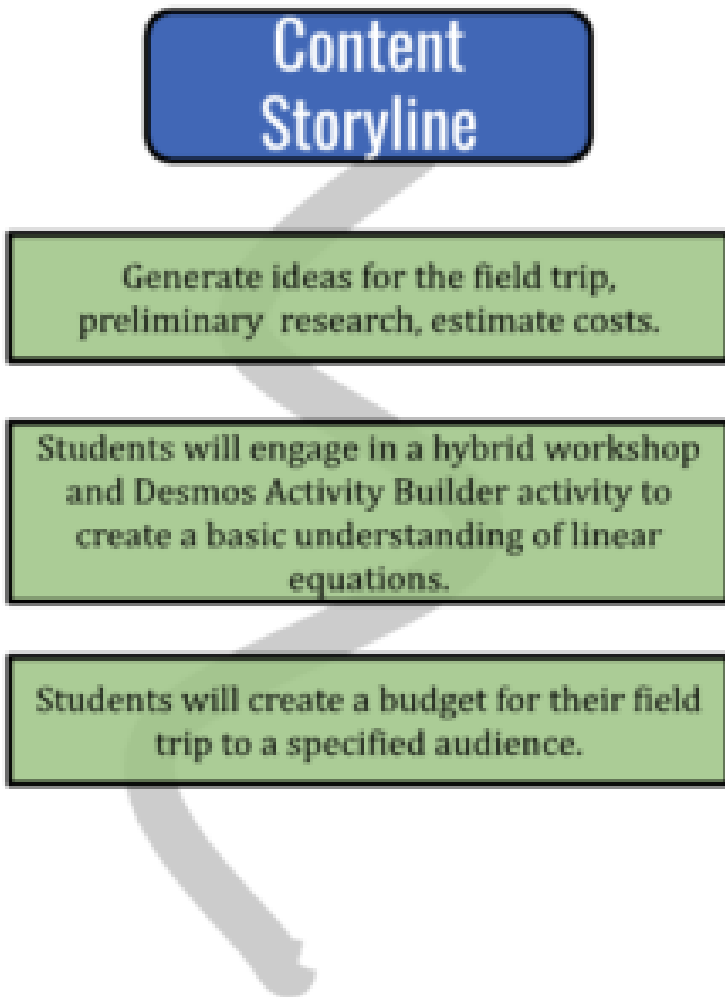 Content
Storyline
Generate ideas for the field trip,
preliminary research, estimate costs.
Students will engage in a hybrid workshop
and Desmos Activity Builder activity to
create a basic understanding of linear
equations.
Students will create a budget for their field
trip to a specified audience.